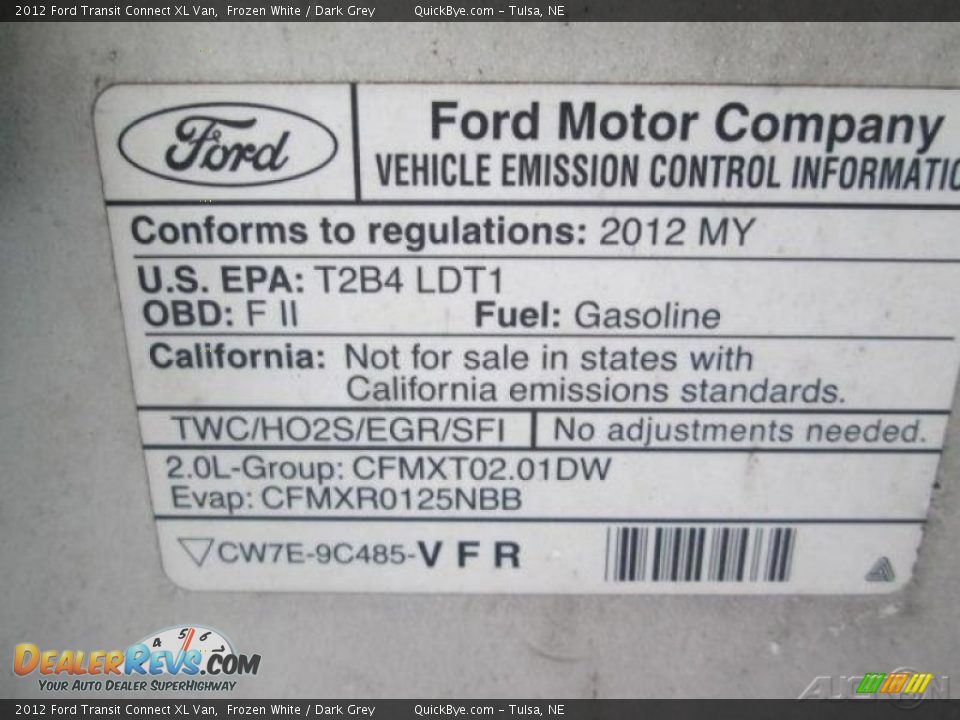 2012 Ford Transit Connect XL Van, Frozen White / Dark Grey QuickBye.com - Tulsa, NE
Ford
Ford Motor Company
VEHICLE EMISSION CONTROL INFORMATIO
Conforms to regulations: 2012 MY
U.S. EPA: T2B4 LDT1
OBD: F II Fuel: Gasoline
California: Not for sale in states with
California emissions standards.
TWC/HO2S/EGR/SFI No adjustments needed.
2.0L-Group: CFMXT02.01DW
Evap: CFMXR0125NBB
CW7E-9C485-V F R
4 5 6
DealerRevs.com
Your Auto Dealer SuperHighway
2012 Ford Transit Connect XL Van, Frozen White / Dark Grey QuickBye.com - Tulsa, NE